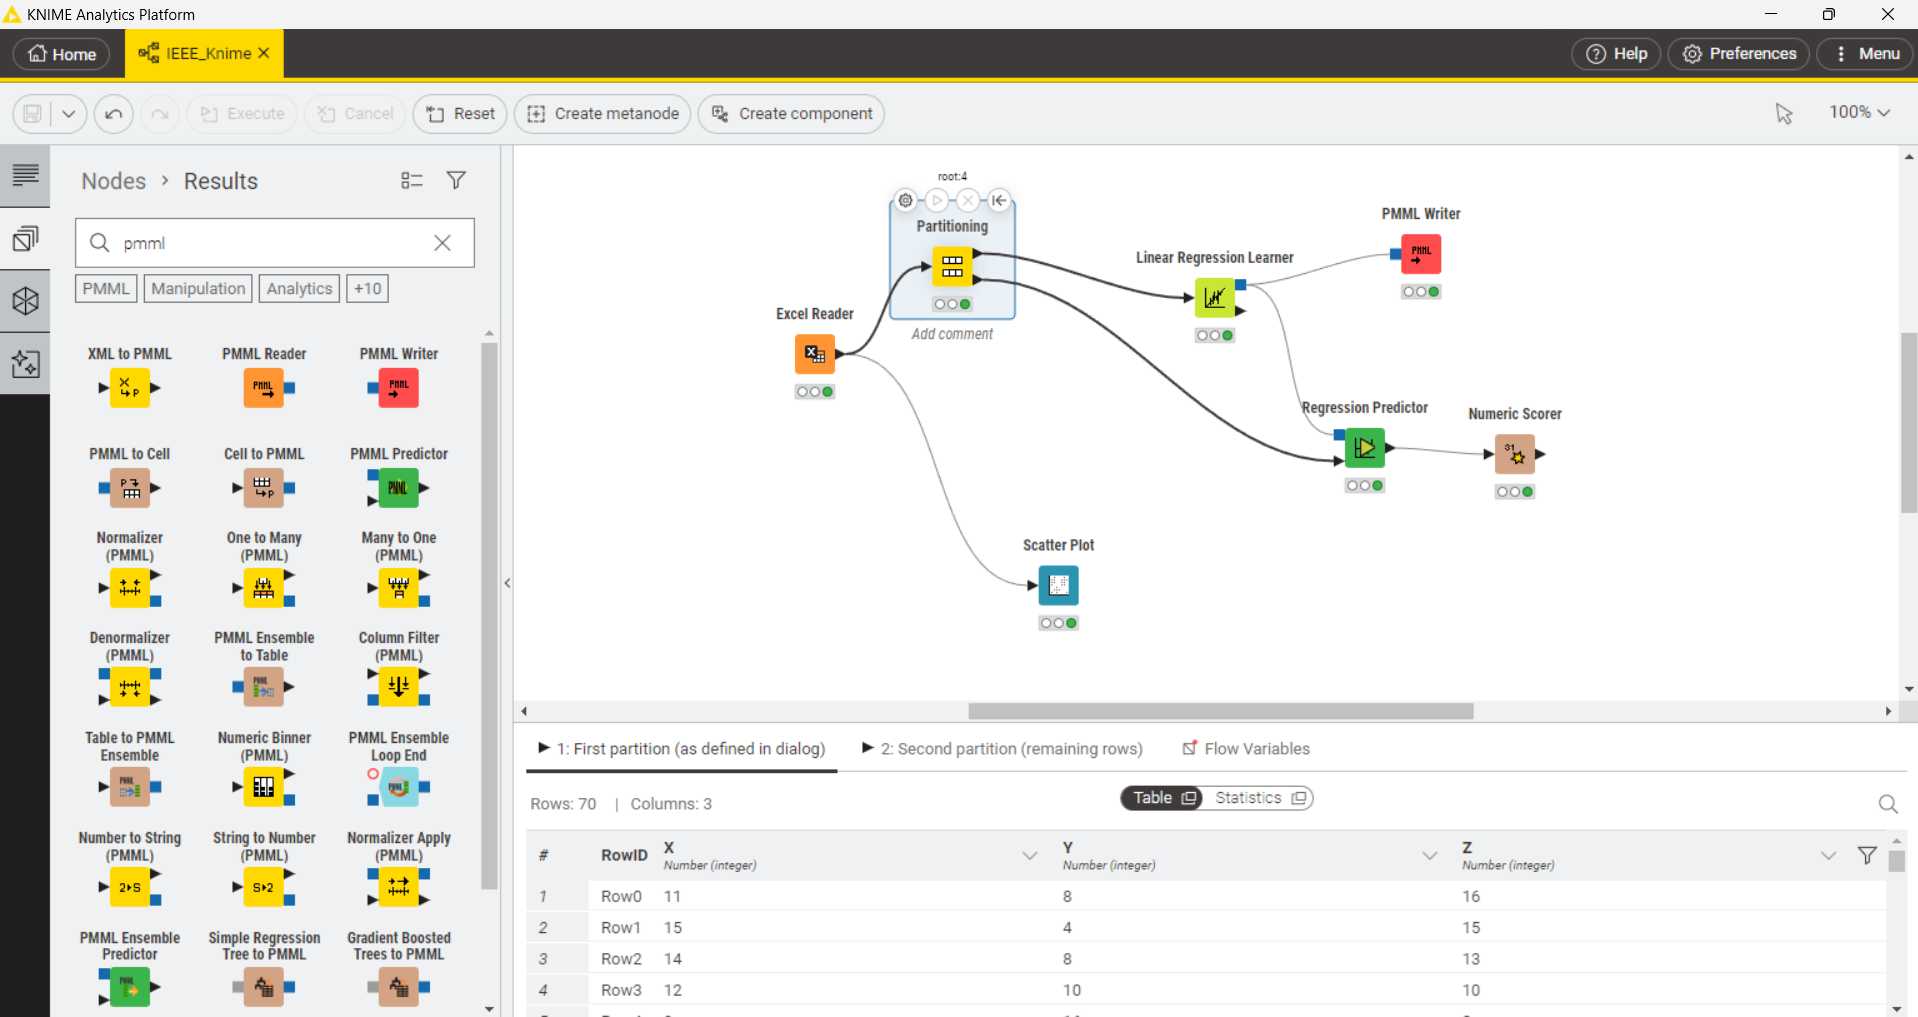 KNIME Analytics Platform
Home
IEEE_Knime
Help
Preferences
Menu
Execute
Cancel
Reset
Create metanode
Create component
100%
Nodes › Results
pmml
PMML
Manipulation
Analytics
+10
XML to PMML
PMML Reader
PMML Writer
PMML to Cell
Cell to PMML
PMML Predictor
Normalizer (PMML)
One to Many (PMML)
Many to One (PMML)
Denormalizer (PMML)
PMML Ensemble to Table
Column Filter (PMML)
Table to PMML Ensemble
Numeric Binner (PMML)
PMML Ensemble Loop End
Number to String (PMML)
String to Number (PMML)
Normalizer Apply (PMML)
PMML Ensemble Predictor
Simple Regression Tree to PMML
Gradient Boosted Trees to PMML
root:4
Partitioning
Add comment
Excel Reader
Linear Regression Learner
PMML Writer
Regression Predictor
Numeric Scorer
Scatter Plot
1: First partition (as defined in dialog)
2: Second partition (remaining rows)
Flow Variables
Rows: 70 | Columns: 3
Table
Statistics
# RowID X Y Z
Number (integer) Number (integer) Number (integer)
1 Row0 11 8 16
2 Row1 15 4 15
3 Row2 14 8 13
4 Row3 12 10 10